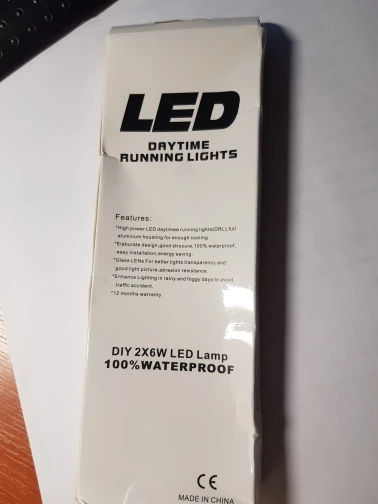 LED
DAYTIME
RUNNING LIGHTS
Features:
*High power LED daytimee running lights(DRL),full
aluminum housting for enough cooling.
*Elaborate design,good strucure,100% waterproof,
easy installation,energy saving.
*Glass LENs For better lights transparency and
good light picture,abrasion resistance.
*Enhance Lighting in rainy and foggy days to avoid
traffic accident.
*12 months warranty.
DIY 2X6W LED Lamp
100%WATERPROOF
CE
MADE IN CHINA